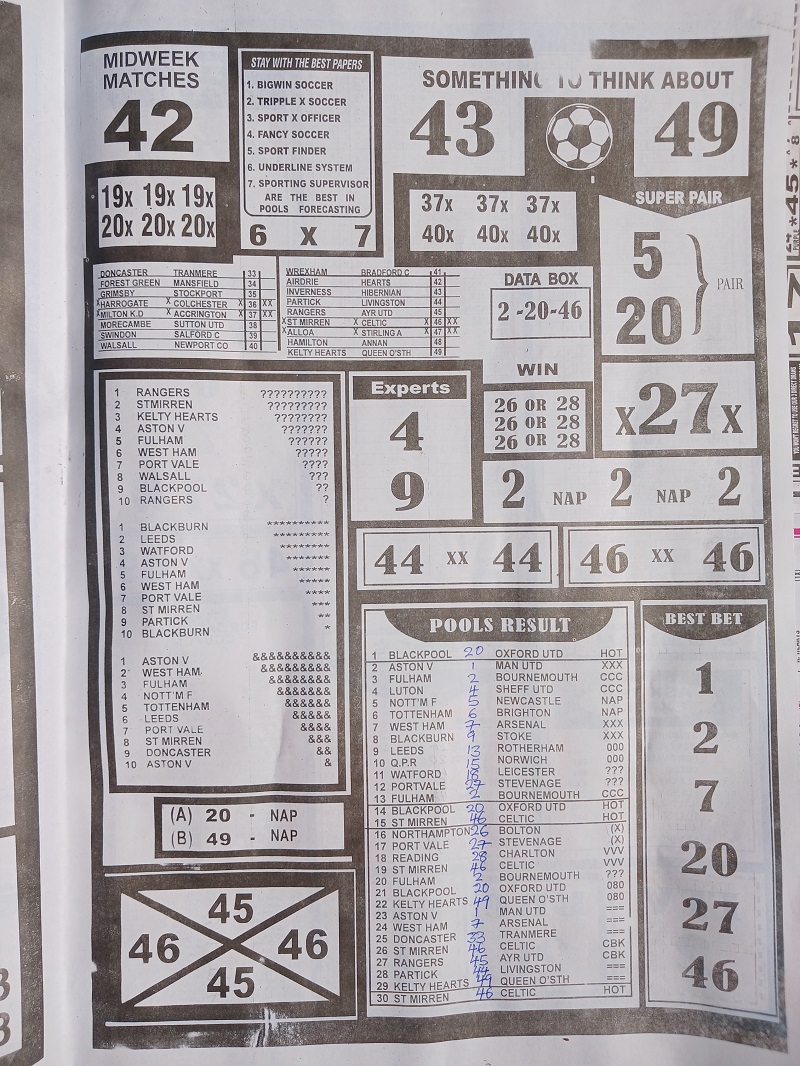 MIDWEEK
MATCHES
42
STAY WITH THE BEST PAPERS
1. BIGWIN SOCCER
2. TRIPPLE X SOCCER
3. SPORT X OFFICER
4. FANCY SOCCER
5. SPORT FINDER
6. UNDERLINE SYSTEM
7. SPORTING SUPERVISOR
ARE THE BEST IN
POOLS FORECASTING
6 X 7
SOMETHING TO THINK ABOUT
43 49
19x 19x 19x
20x 20x 20x
37x 37x 37x
40x 40x 40x
SUPER PAIR
5
20
PAIR
DONCASTER TRANMERE 33
FOREST GREEN MANSFIELD 34
GRIMSBY STOCKPORT 35
X HARROGATE X COLCHESTER X 36 XX
X MILTON K.D X ACCRINGTON X 37 XX
MORECAMBE SUTTON UTD 38
SWINDON SALFORD C 39
WALSALL NEWPORT CO 40
WREXHAM BRADFORD C 41
AIRDRIE HEARTS 42
INVERNESS HIBERNIAN 43
PARTICK LIVINGSTON 44
RANGERS AYR UTD 45
X ST MIRREN X CELTIC X 46 XX
X ALLOA X STIRLING A X 47 XX
HAMILTON ANNAN 48
KELTY HEARTS QUEEN O'STH 49
DATA BOX
2 -20-46
WIN
26 OR 28
26 OR 28
26 OR 28
X27X
1 RANGERS ??????????
2 STMIRREN ?????????
3 KELTY HEARTS ????????
4 ASTON V ???????
5 FULHAM ??????
6 WEST HAM ?????
7 PORT VALE ????
8 WALSALL ???
9 BLACKPOOL ??
10 RANGERS ?
1 BLACKBURN **********
2 LEEDS *********
3 WATFORD ********
4 ASTON V *******
5 FULHAM ******
6 WEST HAM *****
7 PORT VALE ****
8 ST MIRREN ***
9 PARTICK **
10 BLACKBURN *
1 ASTON V &&&&&&&&&&
2 WEST HAM &&&&&&&&&
3 FULHAM &&&&&&&&
4 NOTT'M F &&&&&&&
5 TOTTENHAM &&&&&&
6 LEEDS &&&&&
7 PORT VALE &&&&
8 ST MIRREN &&&
9 DONCASTER &&
10 ASTON V &
Experts
4
9
2 NAP 2 NAP 2
44 XX 44
46 XX 46
(A) 20 - NAP
(B) 49 - NAP
45
46 46
45
POOLS RESULT
1 BLACKPOOL 20 OXFORD UTD HOT
2 ASTON V 1 MAN UTD XXX
3 FULHAM 2 BOURNEMOUTH CCC
4 LUTON 4 SHEFF UTD CCC
5 NOTT'M F 5 NEWCASTLE NAP
6 TOTTENHAM 6 BRIGHTON NAP
7 WEST HAM 7 ARSENAL XXX
8 BLACKBURN 9 STOKE XXX
9 LEEDS 13 ROTHERHAM 000
10 Q.P.R 15 NORWICH 000
11 WATFORD 18 LEICESTER ???
12 PORTVALE 27 STEVENAGE ???
13 FULHAM 2 BOURNEMOUTH CCC
14 BLACKPOOL 20 OXFORD UTD HOT
15 ST MIRREN 46 CELTIC HOT
16 NORTHAMPTON 26 BOLTON (X)
17 PORT VALE 27 STEVENAGE (X)
18 READING 28 CHARLTON VVV
19 ST MIRREN 46 CELTIC VVV
20 FULHAM 2 BOURNEMOUTH ???
21 BLACKPOOL 20 OXFORD UTD 080
22 KELTY HEARTS 49 QUEEN O'STH 080
23 ASTON V 1 MAN UTD ===
24 WEST HAM 7 ARSENAL ===
25 DONCASTER 33 TRANMERE ===
26 ST MIRREN 46 CELTIC CBK
27 RANGERS 45 AYR UTD CBK
28 PARTICK 44 LIVINGSTON ===
29 KELTY HEARTS 49 QUEEN O'STH ===
30 ST MIRREN 46 CELTIC HOT
BEST BET
1
2
7
20
27
46